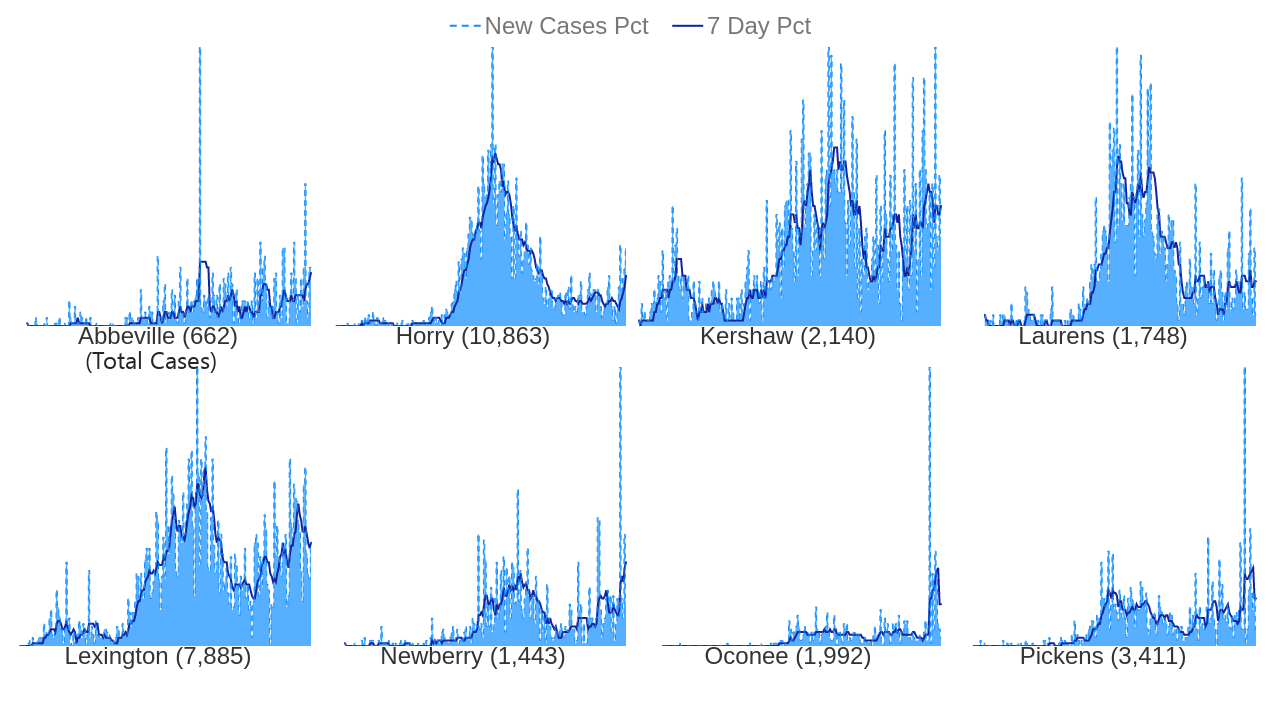 New Cases Pct 7 Day Pct
Abbeville (662) Horry (10,863) Kershaw (2,140) Laurens (1,748)
(Total Cases)
Lexington (7,885) Newberry (1,443) Oconee (1,992) Pickens (3,411)